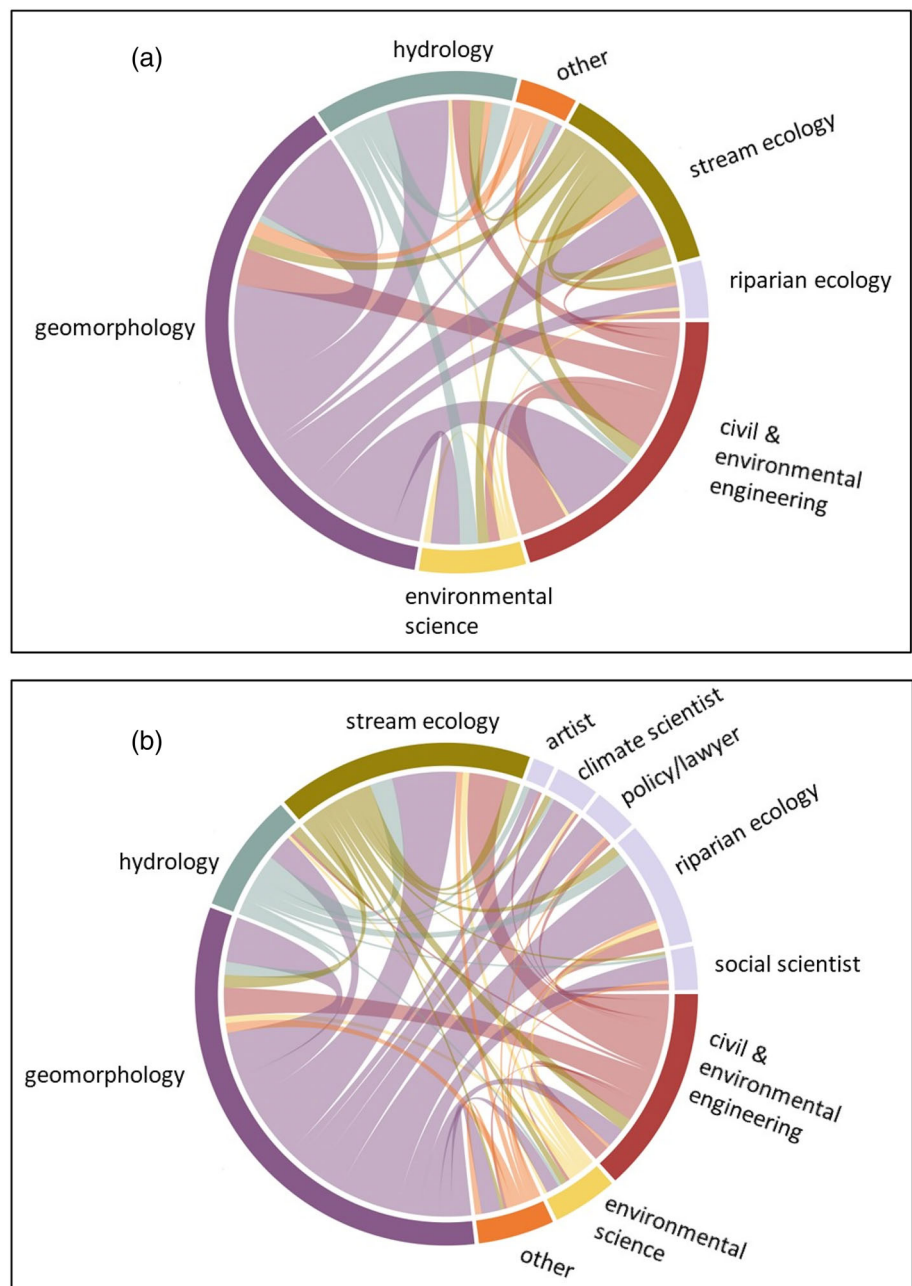 (a)
hydrology
other
stream ecology
riparian ecology
geomorphology
civil &
environmental
engineering
environmental
science
(b)
stream ecology
artist
climate scientist
policy/lawyer
riparian ecology
hydrology
social scientist
geomorphology
civil &
environmental
engineering
environmental
science
other